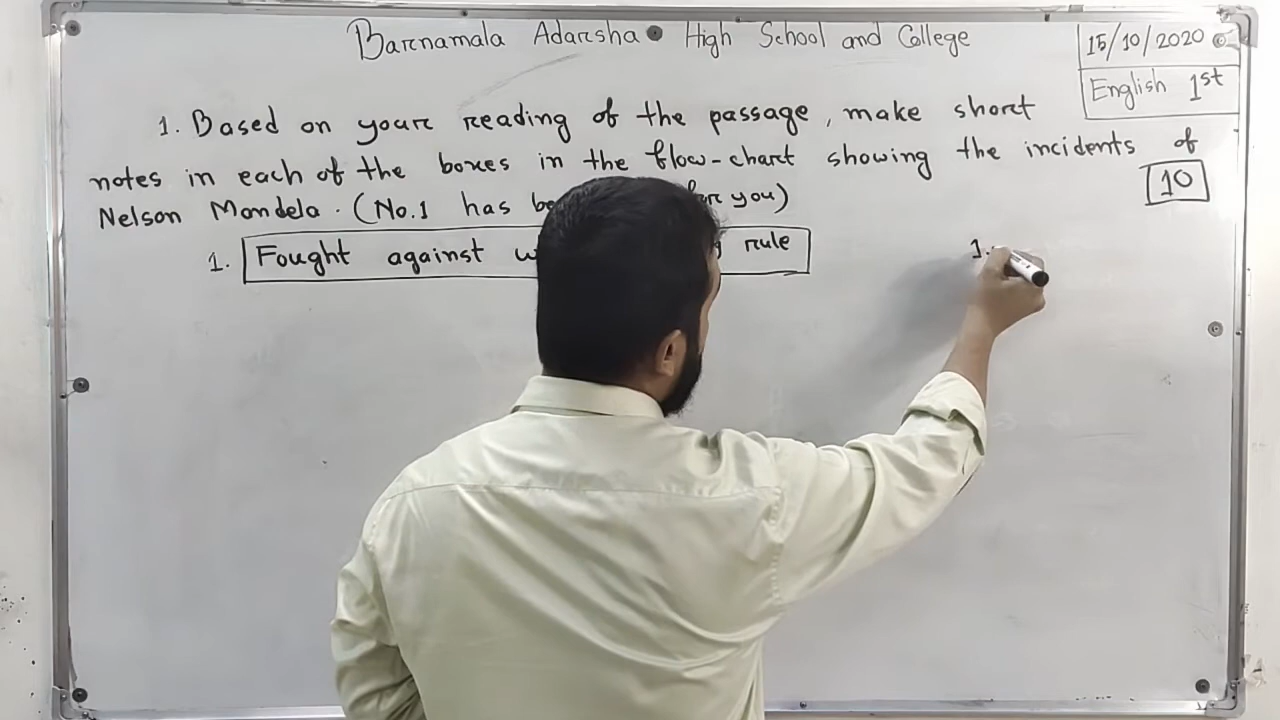 Barnamala Adarsha High School and College
15/10/2020
English 1st
1. Based on your reading of the passage, make short
notes in each of the boxes in the flow-chart showing the incidents of
Nelson Mandela. (No.1 has you)
10
1. Fought against rule
1.